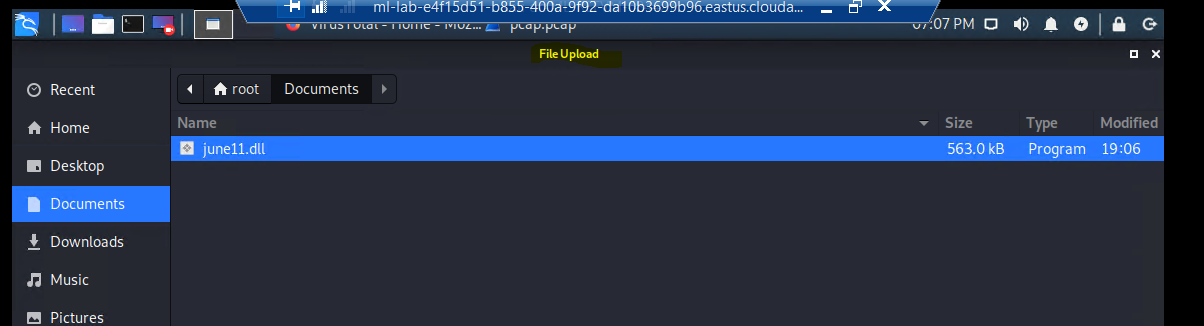 ml-lab-e4f15d51-b855-400a-9f92-da10b3699b96.eastus.clouda...
VirusTotal - Home - Moz... pcap.pcap 07:07 PM
File Upload
Recent root Documents
Name Size Type Modified
Home june11.dll 563.0 kB Program 19:06
Desktop
Documents
Downloads
Music
Pictures